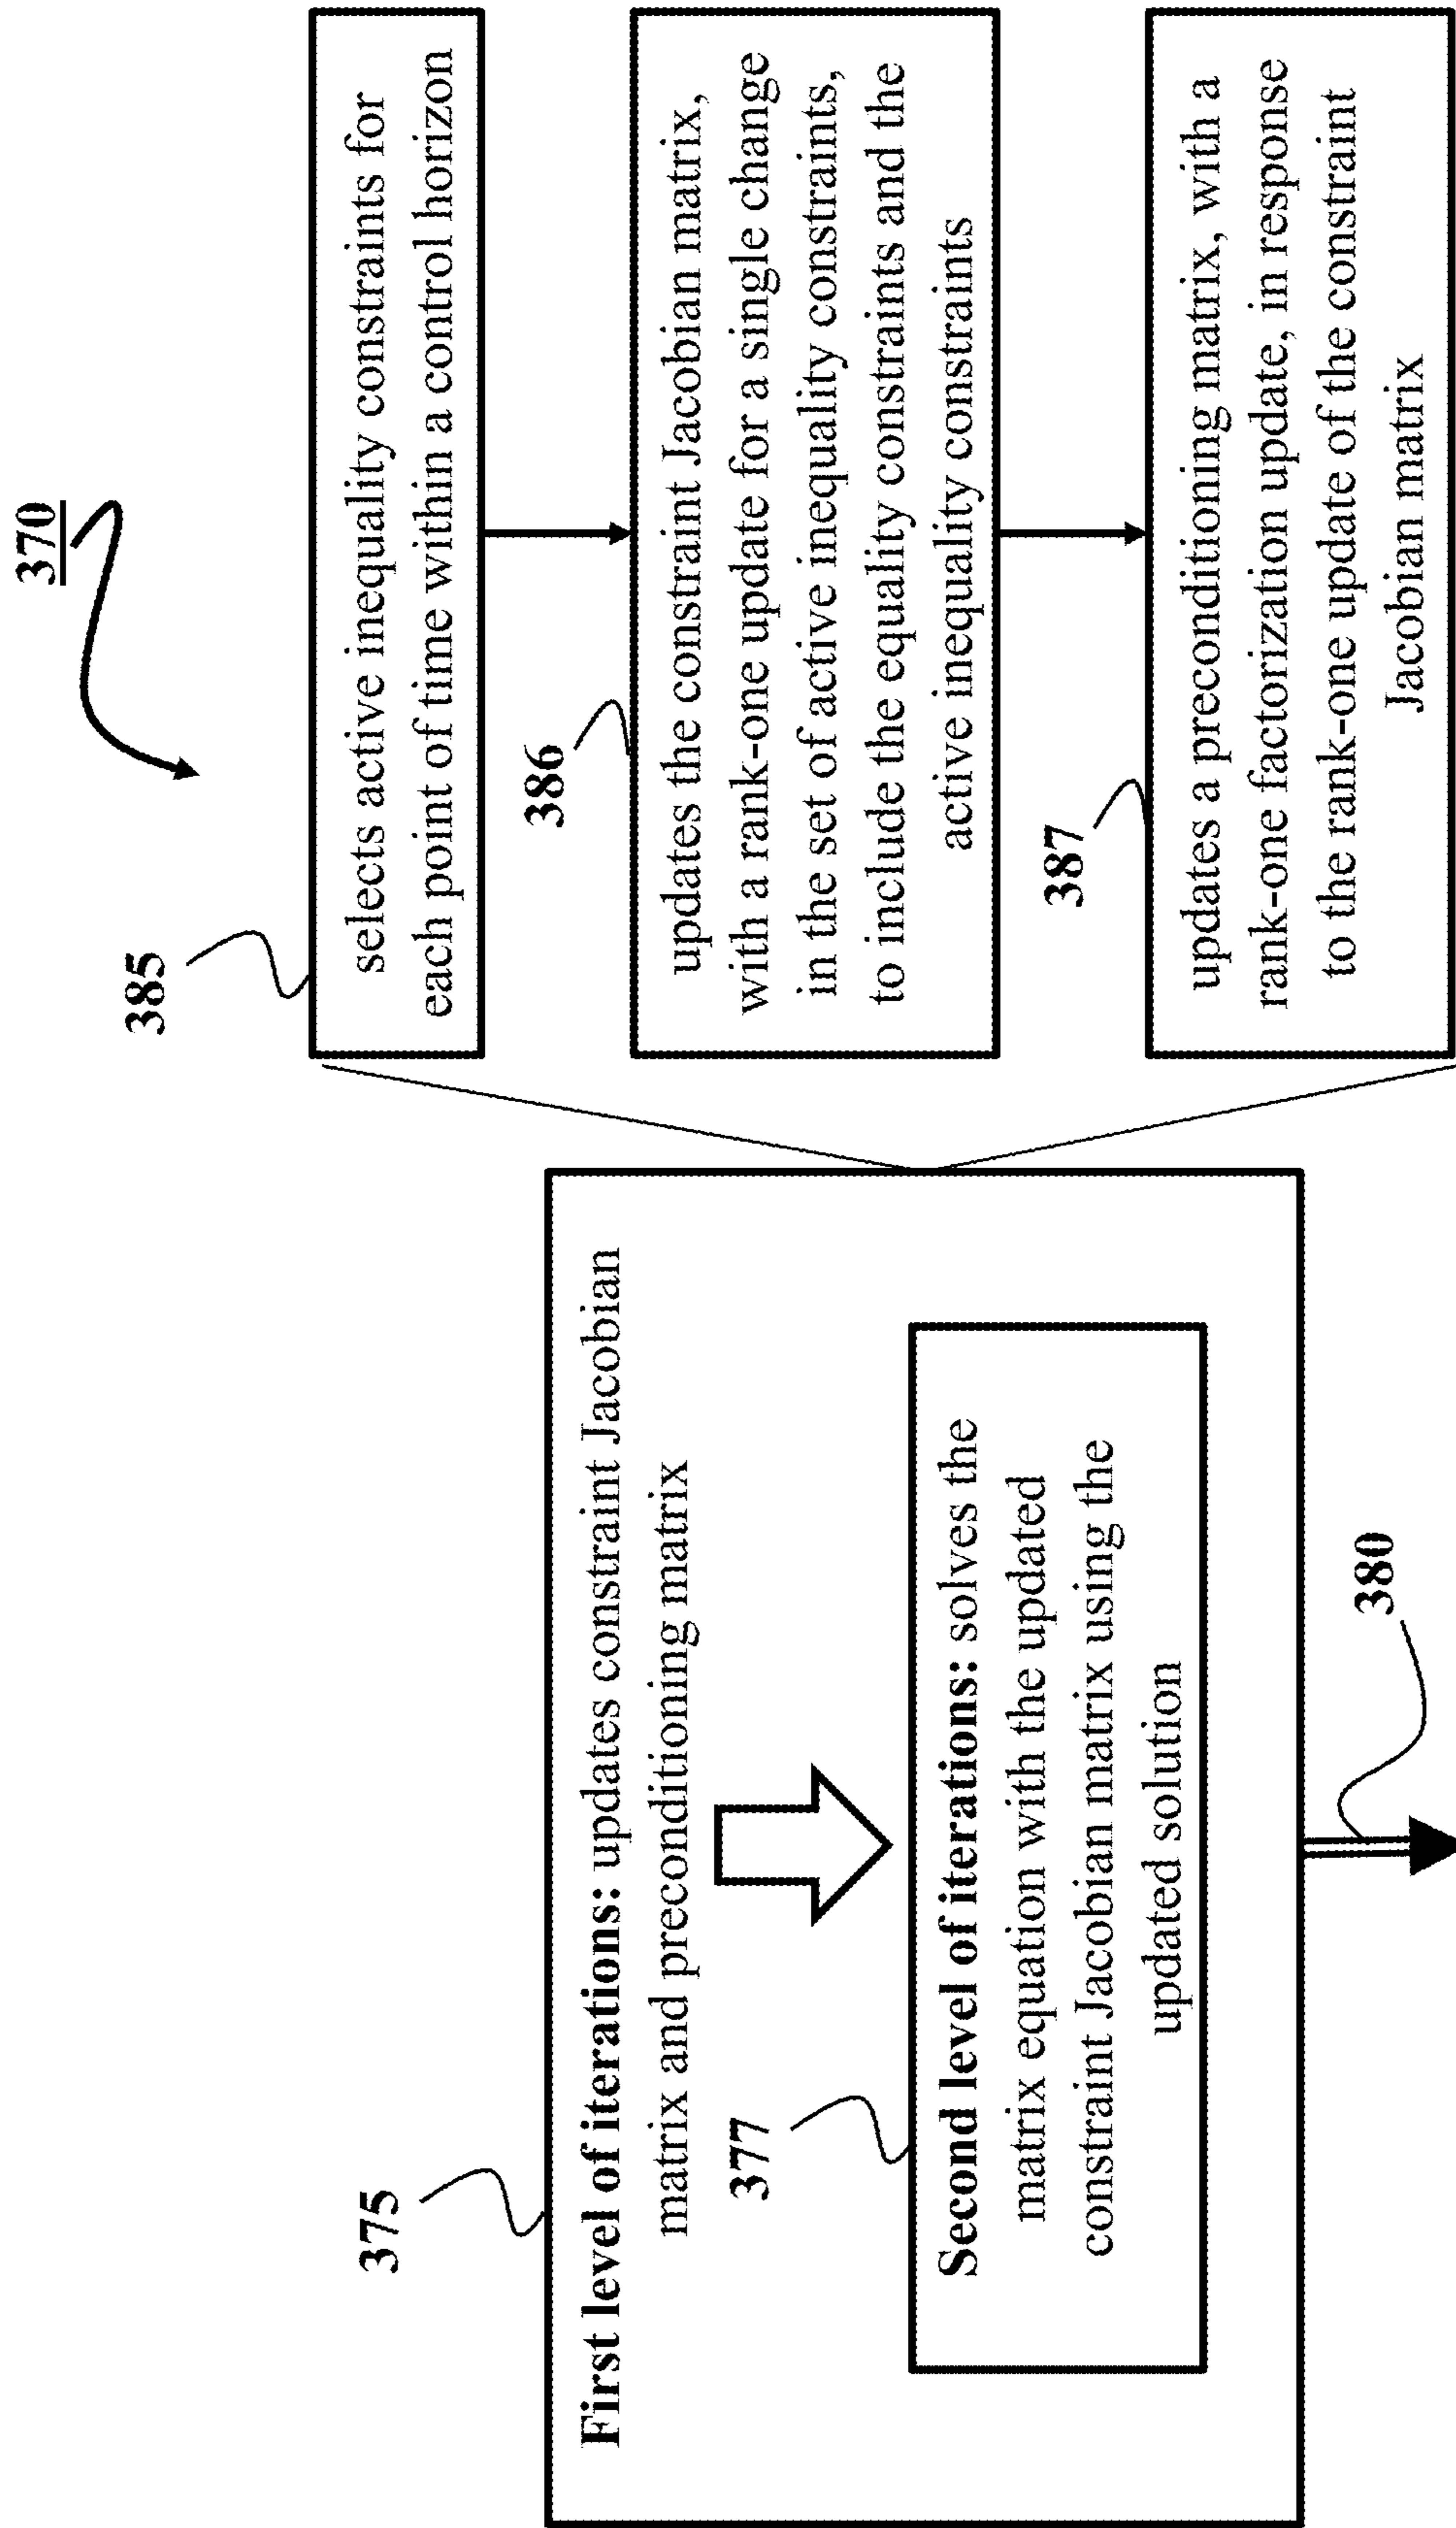 370
375
First level of iterations: updates constraint Jacobian
matrix and preconditioning matrix
377
Second level of iterations: solves the
matrix equation with the updated
constraint Jacobian matrix using the
updated solution
380
385
selects active inequality constraints for
each point of time within a control horizon
386
updates the constraint Jacobian matrix,
with a rank-one update for a single change
in the set of active inequality constraints,
to include the equality constraints and the
active inequality constraints
387
updates a preconditioning matrix, with a
rank-one factorization update, in response
to the rank-one update of the constraint
Jacobian matrix